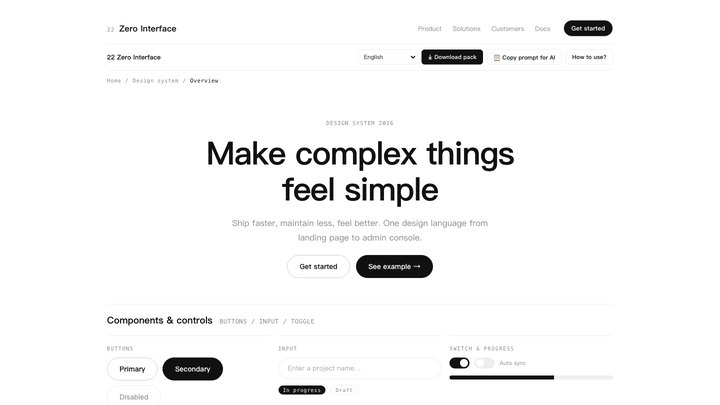 22 Zero Interface
Product Solutions Customers Docs Get started
22 Zero Interface
English Download pack Copy prompt for AI How to use?
Home / Design system / Overview
DESIGN SYSTEM 2026
Make complex things
feel simple
Ship faster, maintain less, feel better. One design language from
landing page to admin console.
Get started See example →
Components & controls BUTTONS / INPUT / TOGGLE
BUTTONS
Primary Secondary
Disabled
INPUT
Enter a project name...
In progress Draft
SWITCH & PROGRESS
Auto sync